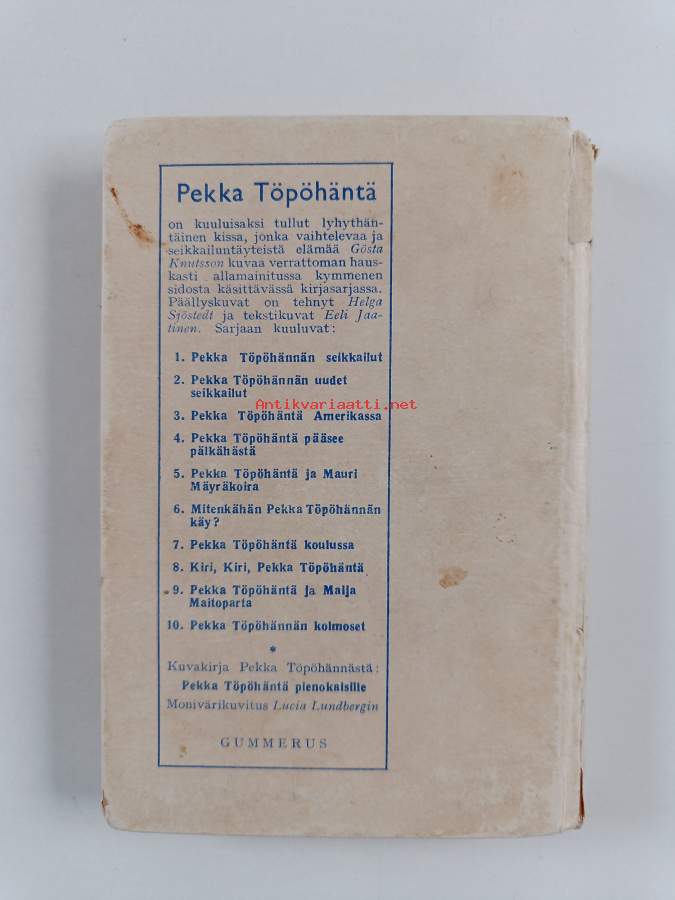 Pekka Töpöhäntä
on kuuluisaksi tullut lyhythän-
täinen kissa, jonka vaihtelevaa ja
seikkailuntäyteistä elämää Gösta
Knutsson kuvaa verrattoman haus-
kasti allamainitussa kymmenen
sidosta käsittävässä kirjasarjassa.
Päällyskuvat on tehnyt Helga
Sjöstedt ja tekstikuvat Eeli Jaa-
tinen. Sarjaan kuuluvat:
1. Pekka Töpöhännän seikkailut
2. Pekka Töpöhännän uudet
seikkailut
Antikvariaatti.net
3. Pekka Töpöhäntä Amerikassa
4. Pekka Töpöhäntä pääsee
pälkähästä
5. Pekka Töpöhäntä ja Mauri
Mäyräkoira
6. Mitenkähän Pekka Töpöhännän
käy?
7. Pekka Töpöhäntä koulussa
8. Kiri, Kiri, Pekka Töpöhäntä
9. Pekka Töpöhäntä ja Maija
Maitoparta
10. Pekka Töpöhännän kolmoset
*
Kuvakirja Pekka Töpöhännästä:
Pekka Töpöhäntä pienokaisille
Monivärikuvitus Lucia Lundbergin
GUMMERUS